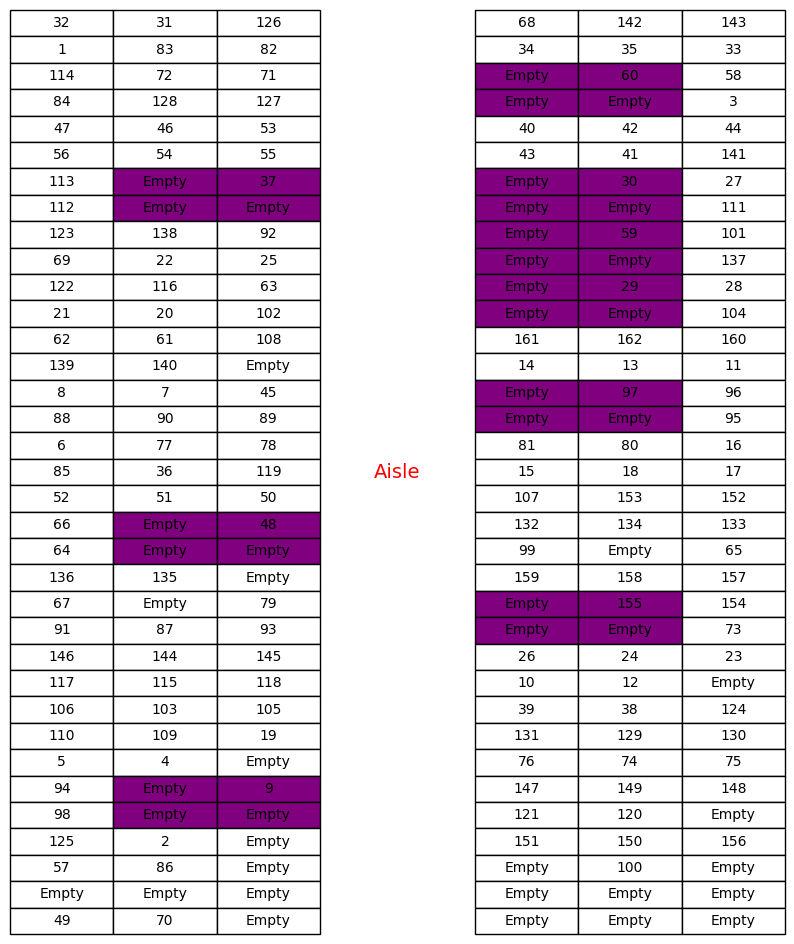 32 31 126 68 142 143
1 83 82 34 35 33
114 72 71 Empty 60 58
84 128 127 Empty Empty 3
47 46 53 40 42 44
56 54 55 43 41 141
113 Empty 37 Empty 30 27
112 Empty Empty Empty Empty 111
123 138 92 Empty 59 101
69 22 25 Empty Empty 137
122 116 63 Empty 29 28
21 20 102 Empty Empty 104
62 61 108 161 162 160
139 140 Empty 14 13 11
8 7 45 Empty 97 96
88 90 89 Empty Empty 95
6 77 78 81 80 16
85 36 119 Aisle 15 18 17
52 51 50 107 153 152
66 Empty 48 132 134 133
64 Empty Empty 99 Empty 65
136 135 Empty 159 158 157
67 Empty 79 Empty 155 154
91 87 93 Empty Empty 73
146 144 145 26 24 23
117 115 118 10 12 Empty
106 103 105 39 38 124
110 109 19 131 129 130
5 4 Empty 76 74 75
94 Empty 9 147 149 148
98 Empty Empty 121 120 Empty
125 2 Empty 151 150 156
57 86 Empty Empty 100 Empty
Empty Empty Empty Empty Empty Empty
49 70 Empty Empty Empty Empty